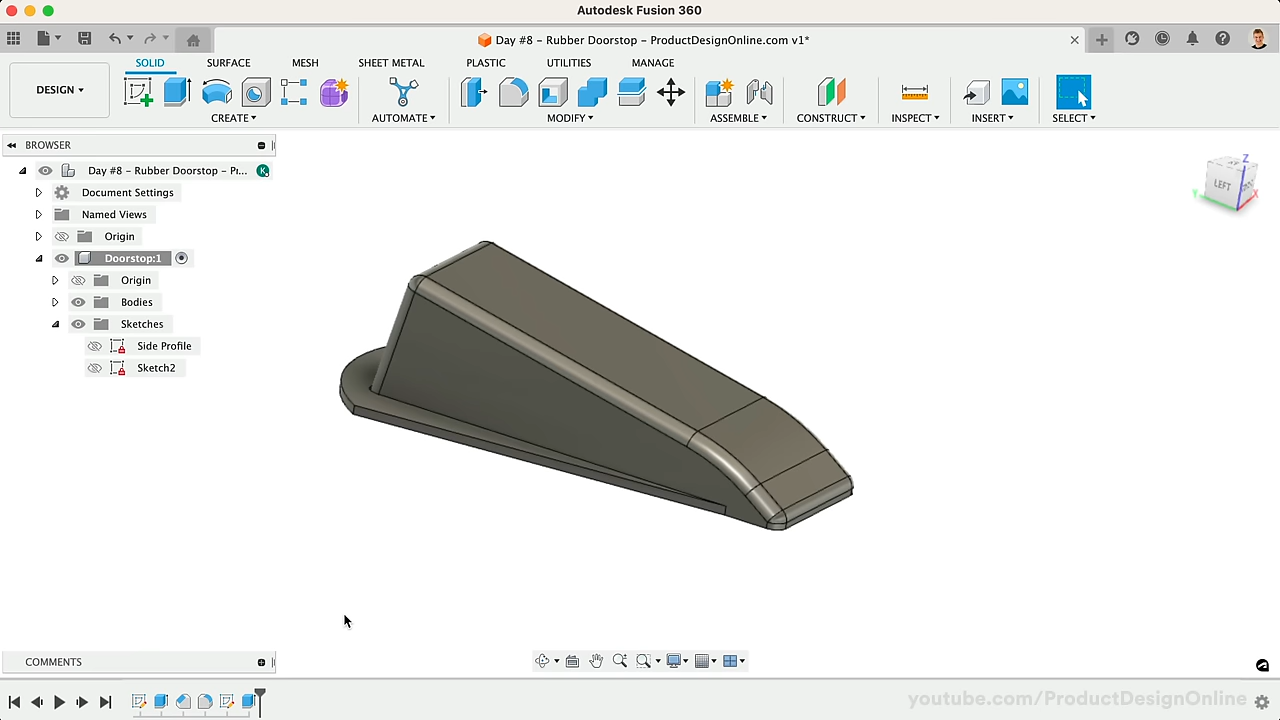 Autodesk Fusion 360
Day #8 – Rubber Doorstop – ProductDesignOnline.com v1*
SOLID SURFACE MESH SHEET METAL PLASTIC UTILITIES MANAGE
DESIGN
CREATE AUTOMATE MODIFY ASSEMBLE CONSTRUCT INSPECT INSERT SELECT
BROWSER
Day #8 – Rubber Doorstop – Pr...
Document Settings
Named Views
Origin
Doorstop:1
Origin
Bodies
Sketches
Side Profile
Sketch2
Z
LEFT
COMMENTS
youtube.com/ProductDesignOnline